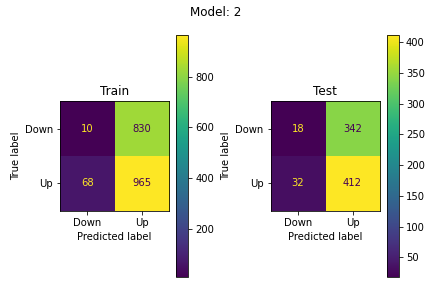 Model: 2
Train
Test
True label
Down
Up
10
830
68
965
Down
Up
Predicted label
800
600
400
200
True label
Down
Up
18
342
32
412
Down
Up
Predicted label
400
350
300
250
200
150
100
50